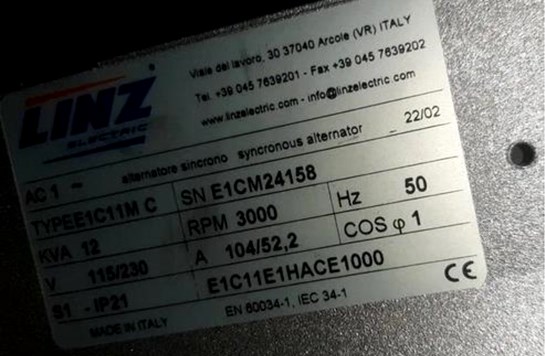 LINZ ®
ELECTRIC
Viale del lavoro, 30 37040 Arcole (VR) ITALY
Tel. +39 045 7639201 - Fax +39 045 7639202
www.linzelectric.com - info@linzelectric.com
AC 1 ~ alternatore sincrono syncronous alternator 22/02
TYPE E1C11M C SN E1CM24158
KVA 12 RPM 3000 Hz 50
V 115/230 A 104/52,2 COS φ 1
S1 - IP21 E1C11E1HACE1000
MADE IN ITALY EN 60034-1, IEC 34-1 CE